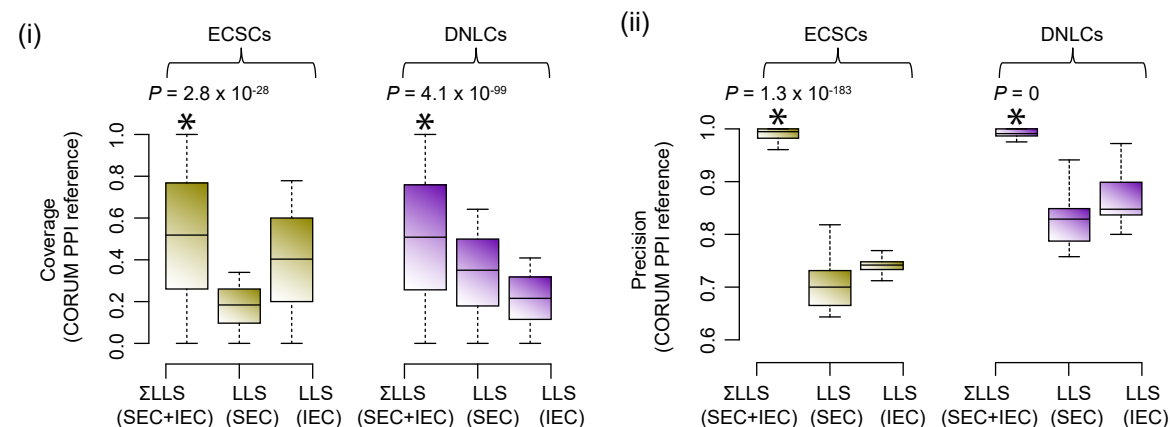 (i)
ECSCs
DNLCs
P = 2.8 x 10-28
P = 4.1 x 10-99
*
*
Coverage
(CORUM PPI reference)
1.0
0.8
0.6
0.4
0.2
0.0
ΣLLS
(SEC+IEC)
LLS
(SEC)
LLS
(IEC)
ΣLLS
(SEC+IEC)
LLS
(SEC)
LLS
(IEC)
(ii)
ECSCs
DNLCs
P = 1.3 x 10-183
P = 0
*
*
Precision
(CORUM PPI reference)
1.0
0.9
0.8
0.7
0.6
ΣLLS
(SEC+IEC)
LLS
(SEC)
LLS
(IEC)
ΣLLS
(SEC+IEC)
LLS
(SEC)
LLS
(IEC)